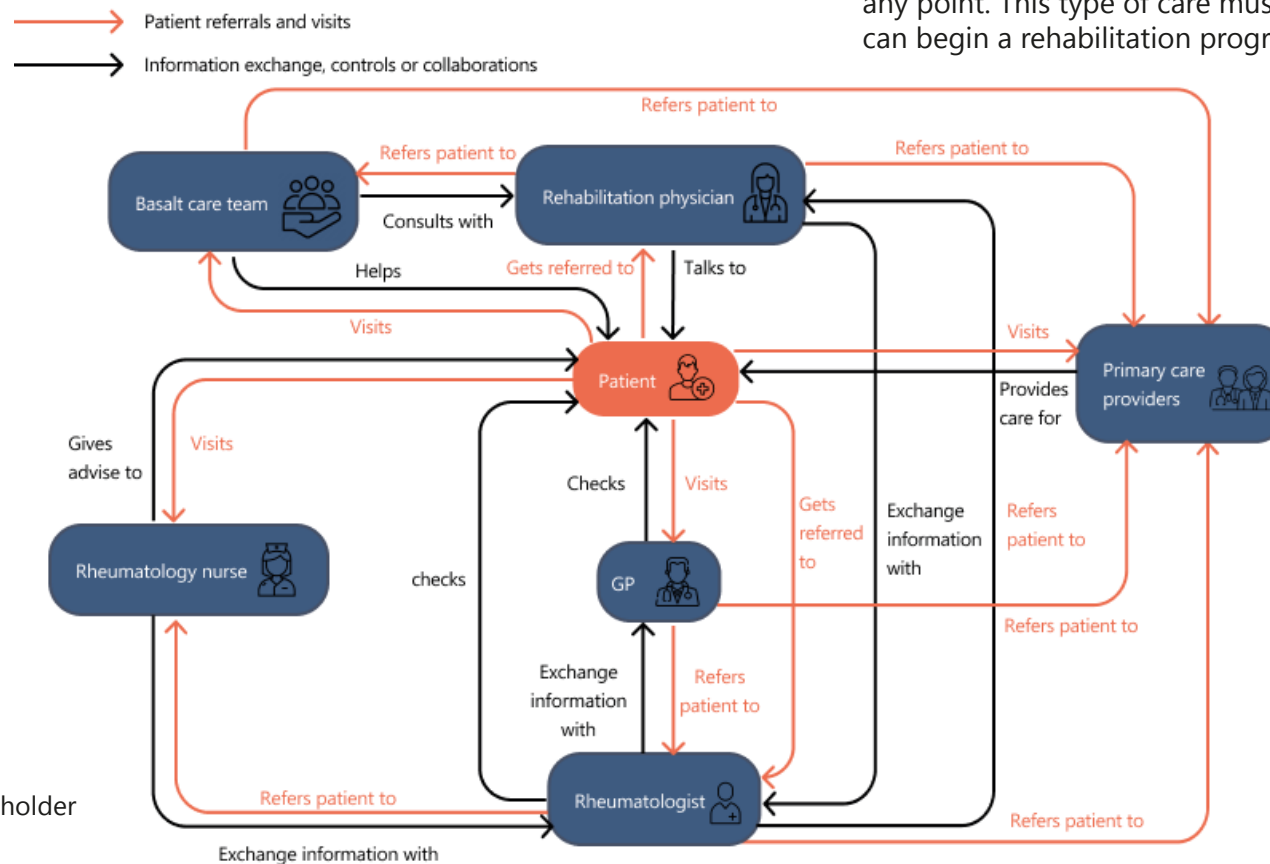 any point. This type of care mus
can begin a rehabilitation progr
Patient referrals and visits
Information exchange, controls or collaborations
Refers patient to
Refers patient to
Refers patient to
Basalt care team
Rehabilitation physician
Consults with
Helps
Gets referred to
Talks to
Visits
Visits
Patient
Primary care
providers
Provides
care for
Gives
advise to
Visits
Checks
Visits
Gets
referred
to
Exchange
information
with
Refers
patient to
Rheumatology nurse
checks
GP
Refers patient to
Exchange
information
with
Refers
patient to
Rheumatologist
Refers patient to
Refers patient to
holder
Exchange information with